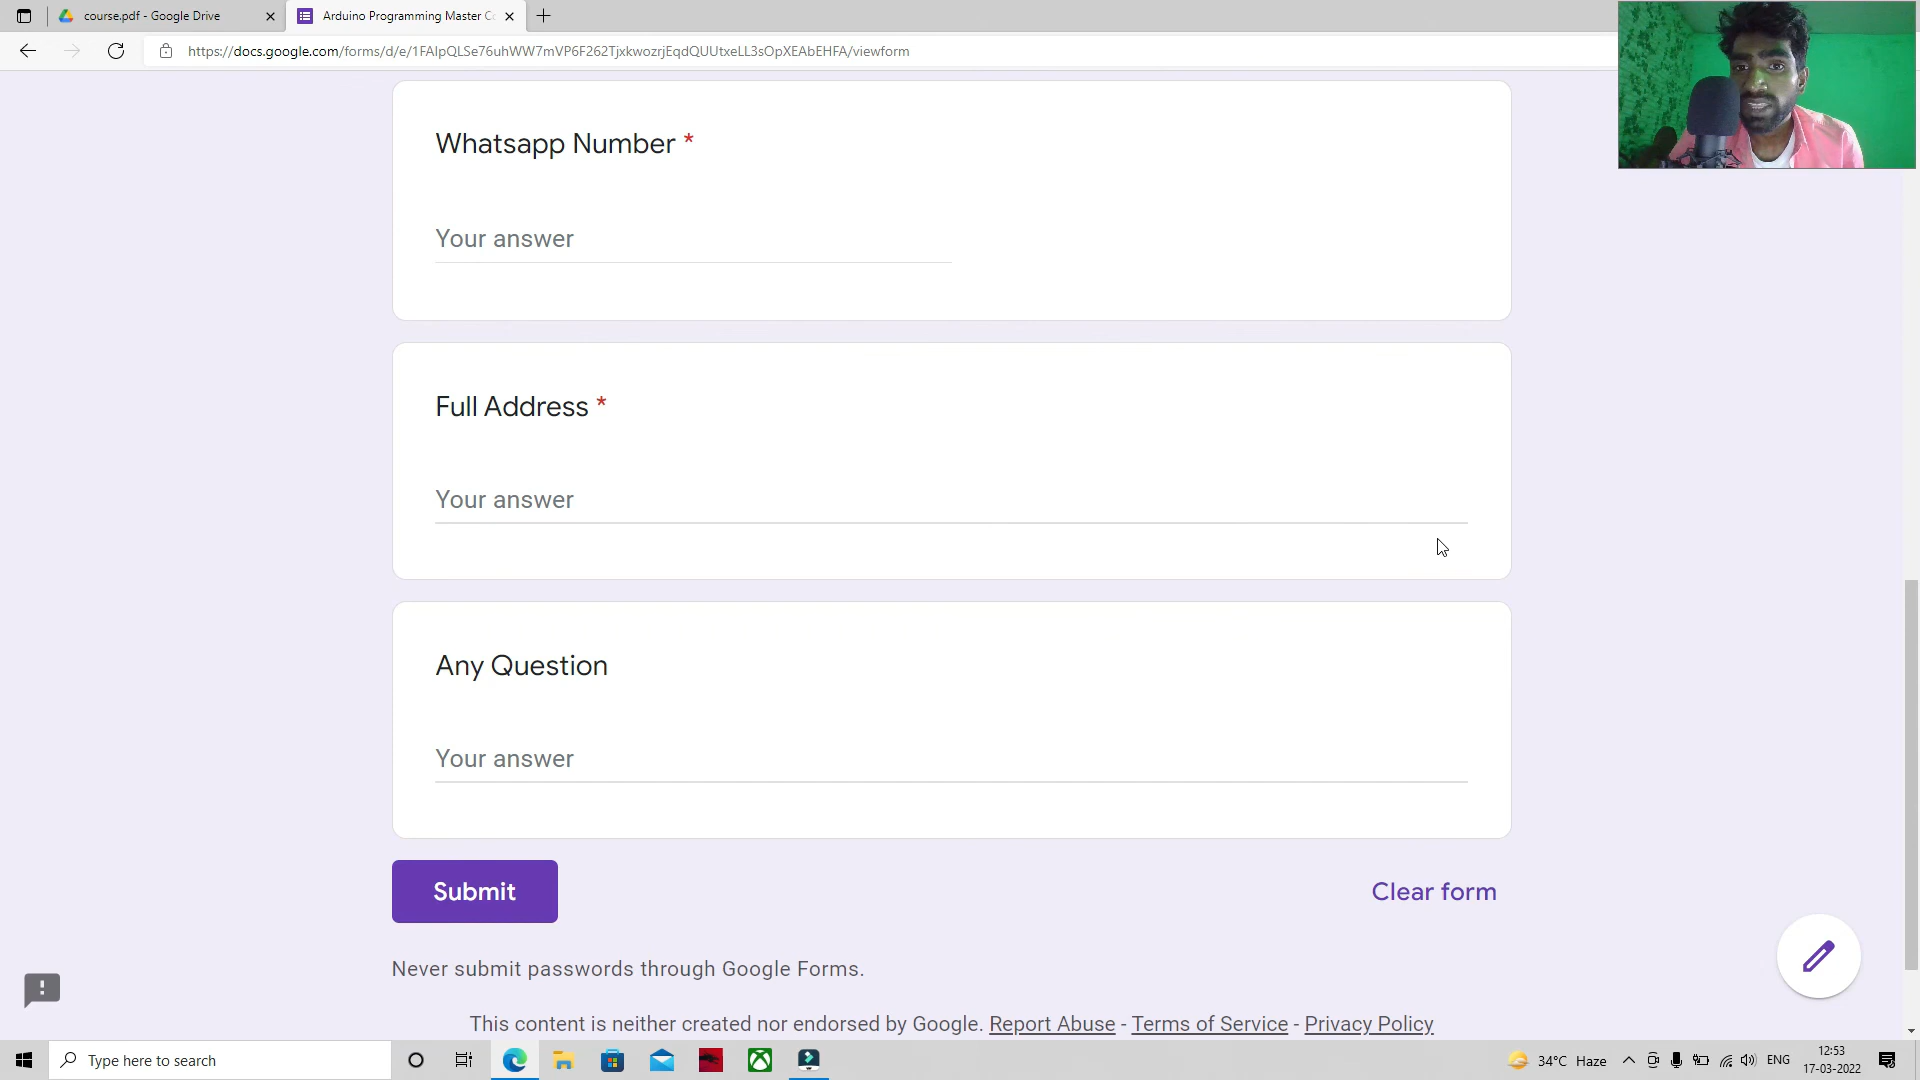 course.pdf - Google Drive
Arduino Programming Master C
https://docs.google.com/forms/d/e/1FAIpQLSe76uhWW7mVP6F262TjxkwozrjEqdQUUtxeLL3sOpXEAbEHFA/viewform
Whatsapp Number *
Your answer
Full Address *
Your answer
Any Question
Your answer
Submit
Clear form
Never submit passwords through Google Forms.
This content is neither created nor endorsed by Google. Report Abuse - Terms of Service - Privacy Policy
Type here to search
34°C Haze
ENG
12:53
17-03-2022